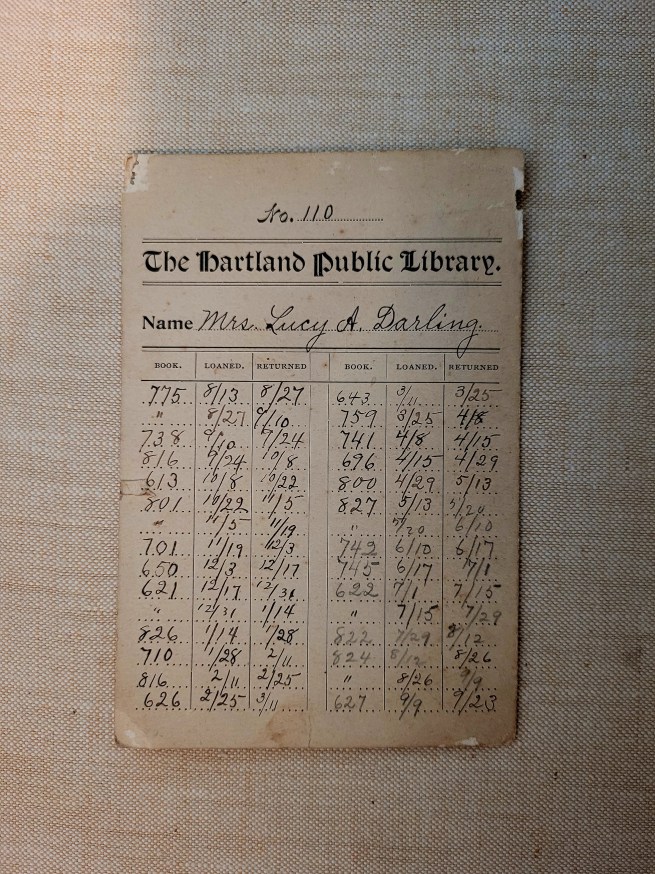 No. 110
The Hartland Public Library.
Name Mrs. Lucy A. Darling.
BOOK. LOANED. RETURNED BOOK. LOANED. RETURNED
775 8/13 8/27 643 3/11 3/25
" 8/27 9/10 759 3/25 4/8
738 9/10 9/24 741 4/8 4/15
816 9/24 10/8 696 4/15 4/29
613 10/8 10/22 800 4/29 5/13
801 10/22 11/5 827 5/13 5/20
" 11/5 11/19 " 5/20 6/10
701 11/19 12/3 742 6/10 6/17
650 12/3 12/17 745 6/17 7/1
621 12/17 12/31 622 7/1 7/15
" 12/31 1/14 " 7/15 7/29
826 1/14 1/28 822 7/29 8/12
710 1/28 2/11 824 8/12 8/26
816 2/11 2/25 " 8/26 9/9
626 2/25 3/11 627 9/9 9/23